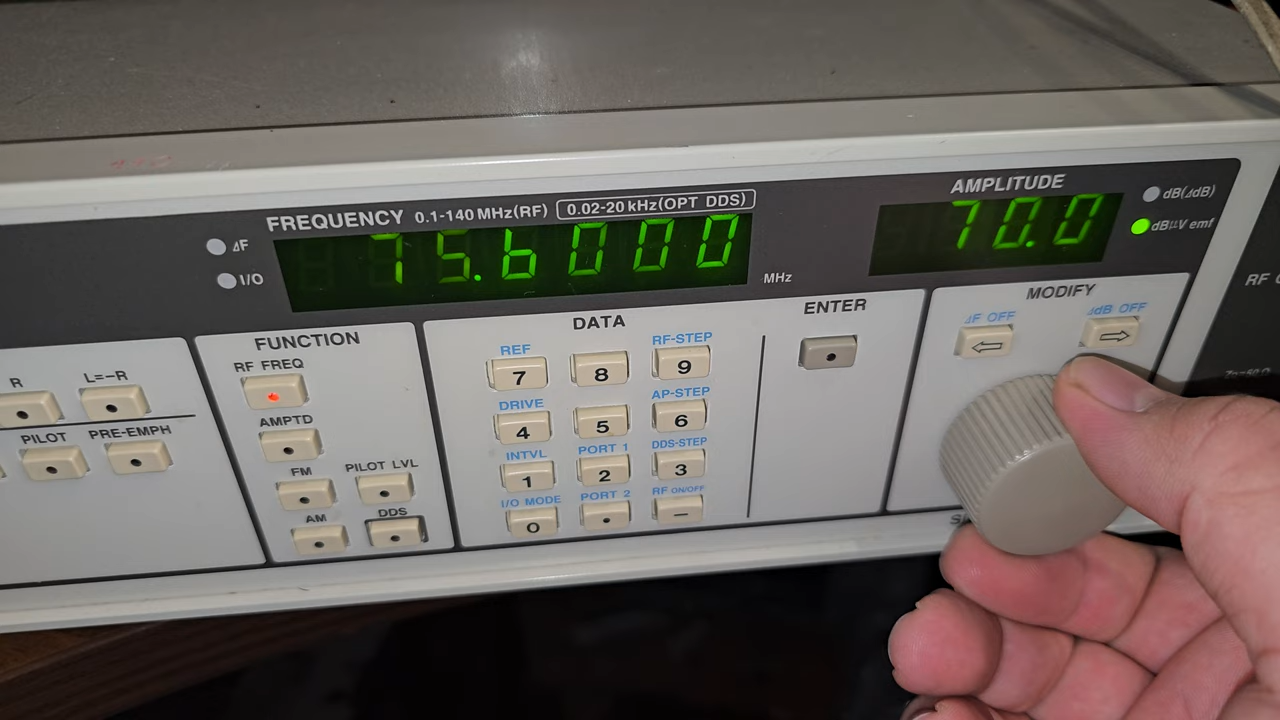 FREQUENCY 0.1-140 MHz(RF) 0.02-20 kHz(OPT DDS)
ΔF
I/O
75.6000
MHz
AMPLITUDE
70.0
dB(ΔdB)
dBμV emf
R
L=-R
PILOT
PRE-EMPH
FUNCTION
RF FREQ
AMPTD
FM
PILOT LVL
AM
DDS
DATA
REF
RF-STEP
7
8
9
DRIVE
AP-STEP
4
5
6
INTVL
PORT 1
DDS-STEP
1
2
3
I/O MODE
PORT 2
RF ON/OFF
0
.
–
ENTER
MODIFY
ΔF OFF
ΔdB OFF
⇦
⇨
RF